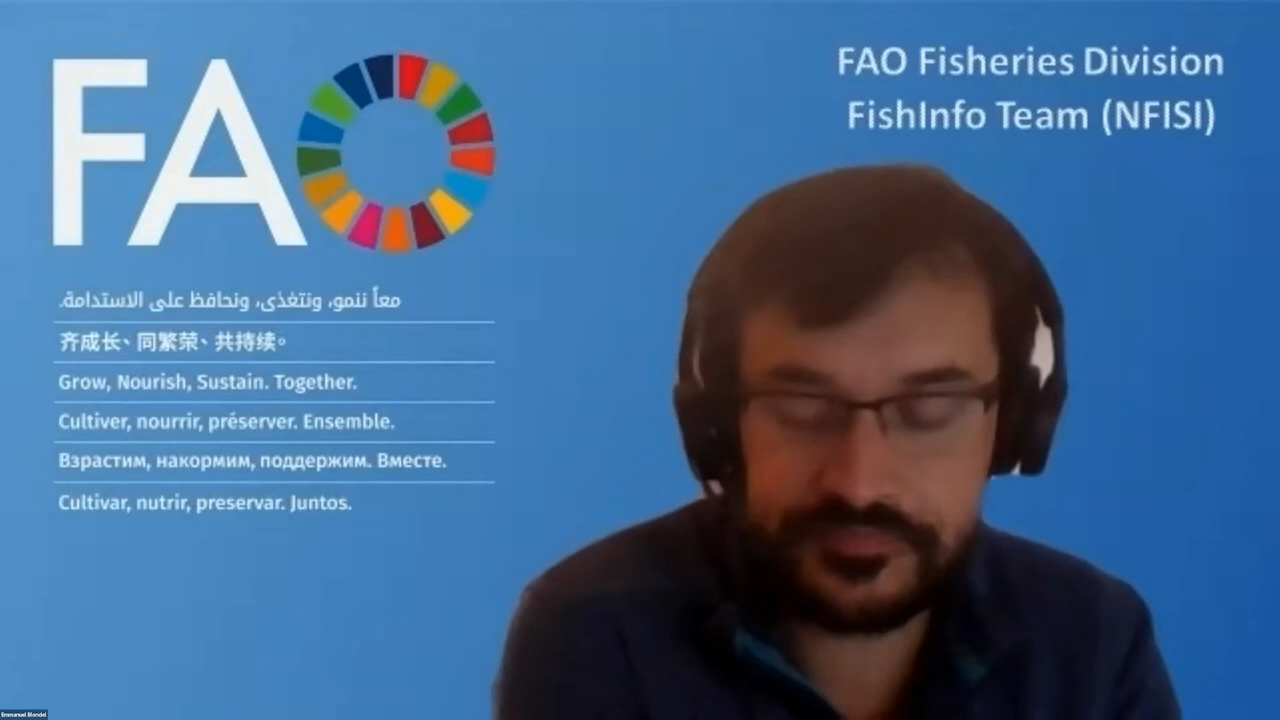 FAO
FAO Fisheries Division
FishInfo Team (NFISI)
معاً ننمو، ونتغذى، ونحافظ على الاستدامة.
齐成长、同繁荣、共持续。
Grow, Nourish, Sustain. Together.
Cultiver, nourrir, préserver. Ensemble.
Взрастим, накормим, поддержим. Вместе.
Cultivar, nutrir, preservar. Juntos.
Emmanuel Blondel